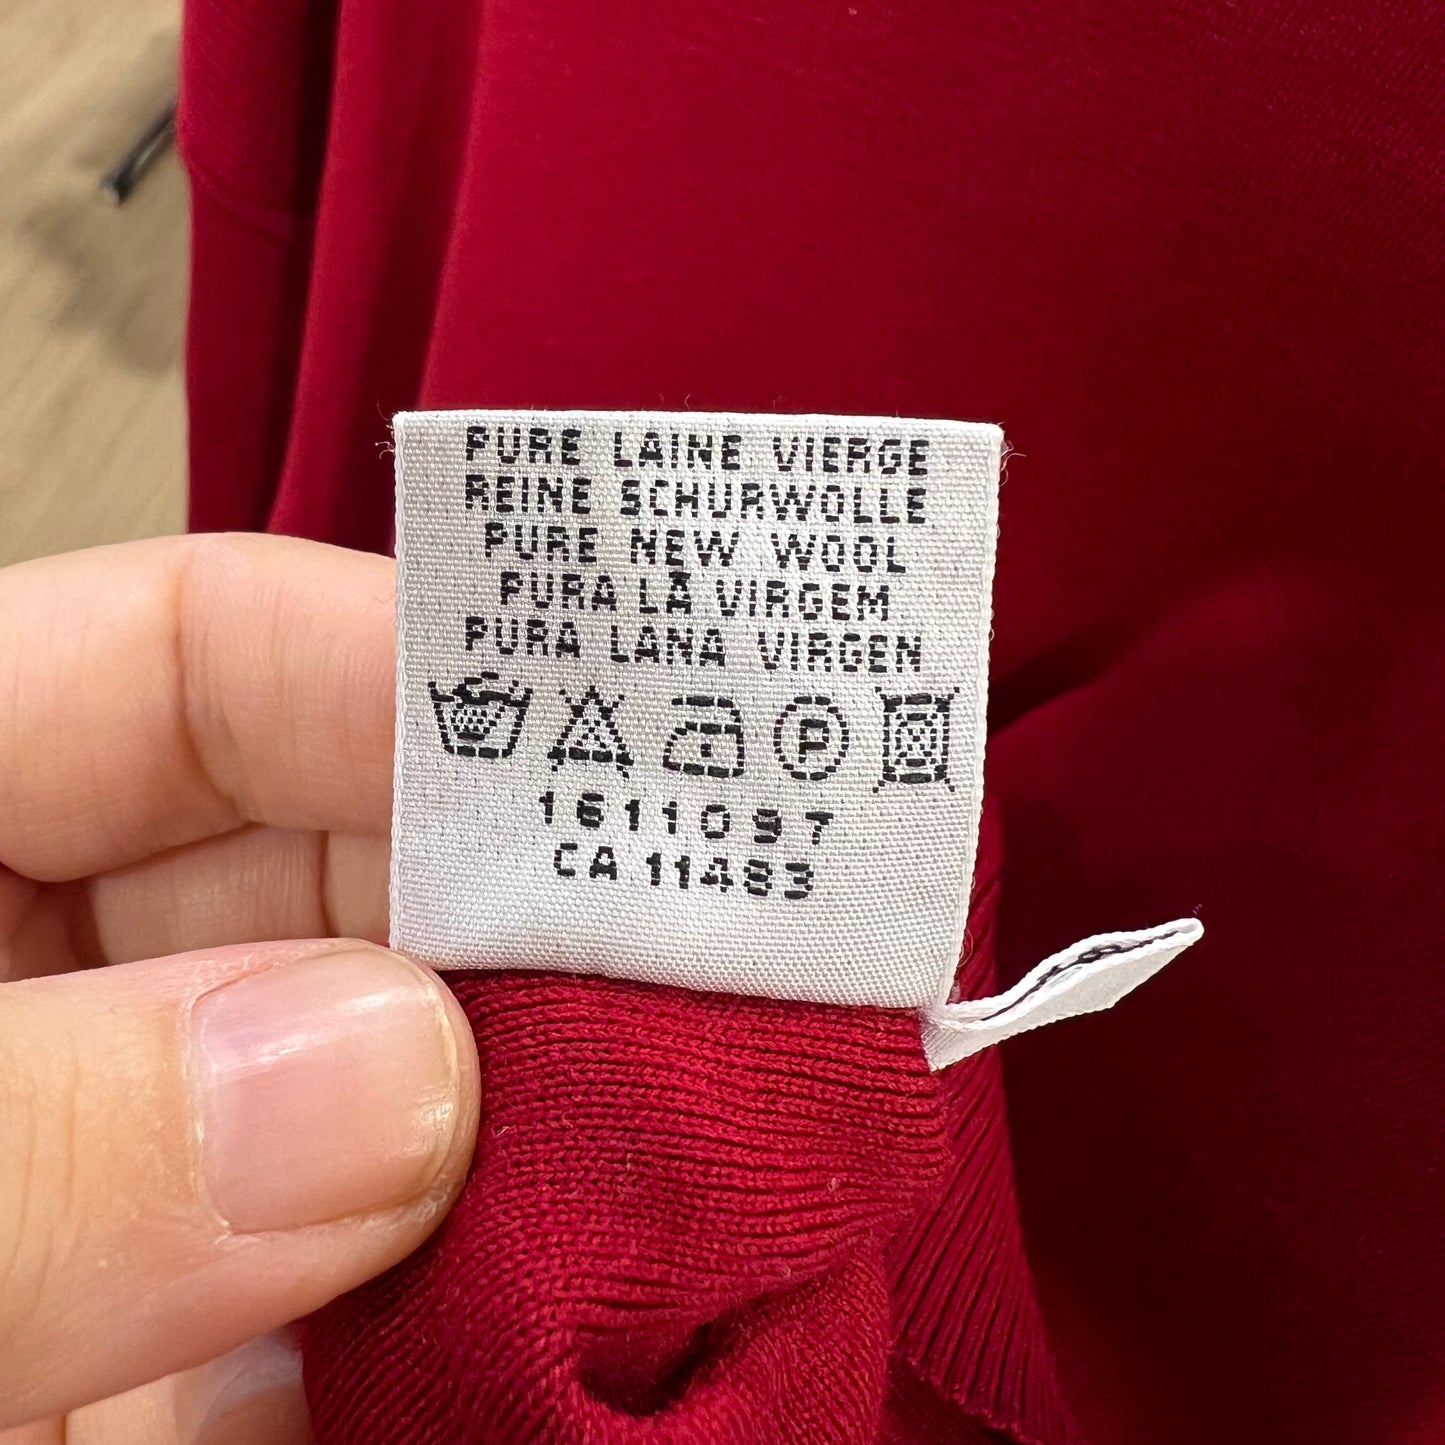 PURE LAINE VIERGE
REINE SCHURWOLLE
PURE NEW WOOL
PURA LÃ VIRGEM
PURA LANA VIRGEN
P
1611097
CA 11483